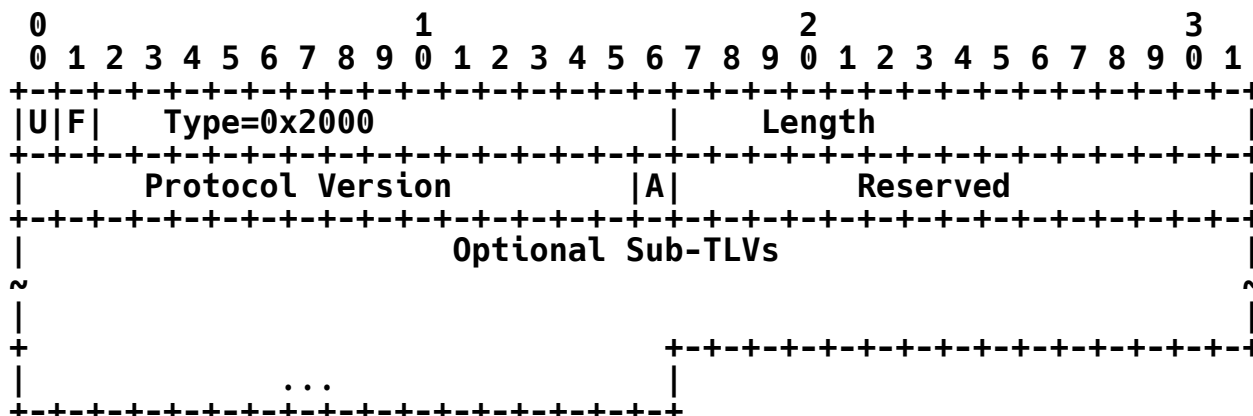 0                   1                   2                   3
  0 1 2 3 4 5 6 7 8 9 0 1 2 3 4 5 6 7 8 9 0 1 2 3 4 5 6 7 8 9 0 1
+-+-+-+-+-+-+-+-+-+-+-+-+-+-+-+-+-+-+-+-+-+-+-+-+-+-+-+-+-+-+-+-+
|U|F|   Type=0x2000               |    Length                   |
+-+-+-+-+-+-+-+-+-+-+-+-+-+-+-+-+-+-+-+-+-+-+-+-+-+-+-+-+-+-+-+-+
|      Protocol Version         |A|         Reserved            |
+-+-+-+-+-+-+-+-+-+-+-+-+-+-+-+-+-+-+-+-+-+-+-+-+-+-+-+-+-+-+-+-+
|                      Optional Sub-TLVs                        |
~                                                               ~
|                                                               |
+                                 +-+-+-+-+-+-+-+-+-+-+-+-+-+-+-+
|             ...                 |
+-+-+-+-+-+-+-+-+-+-+-+-+-+-+-+-+-+